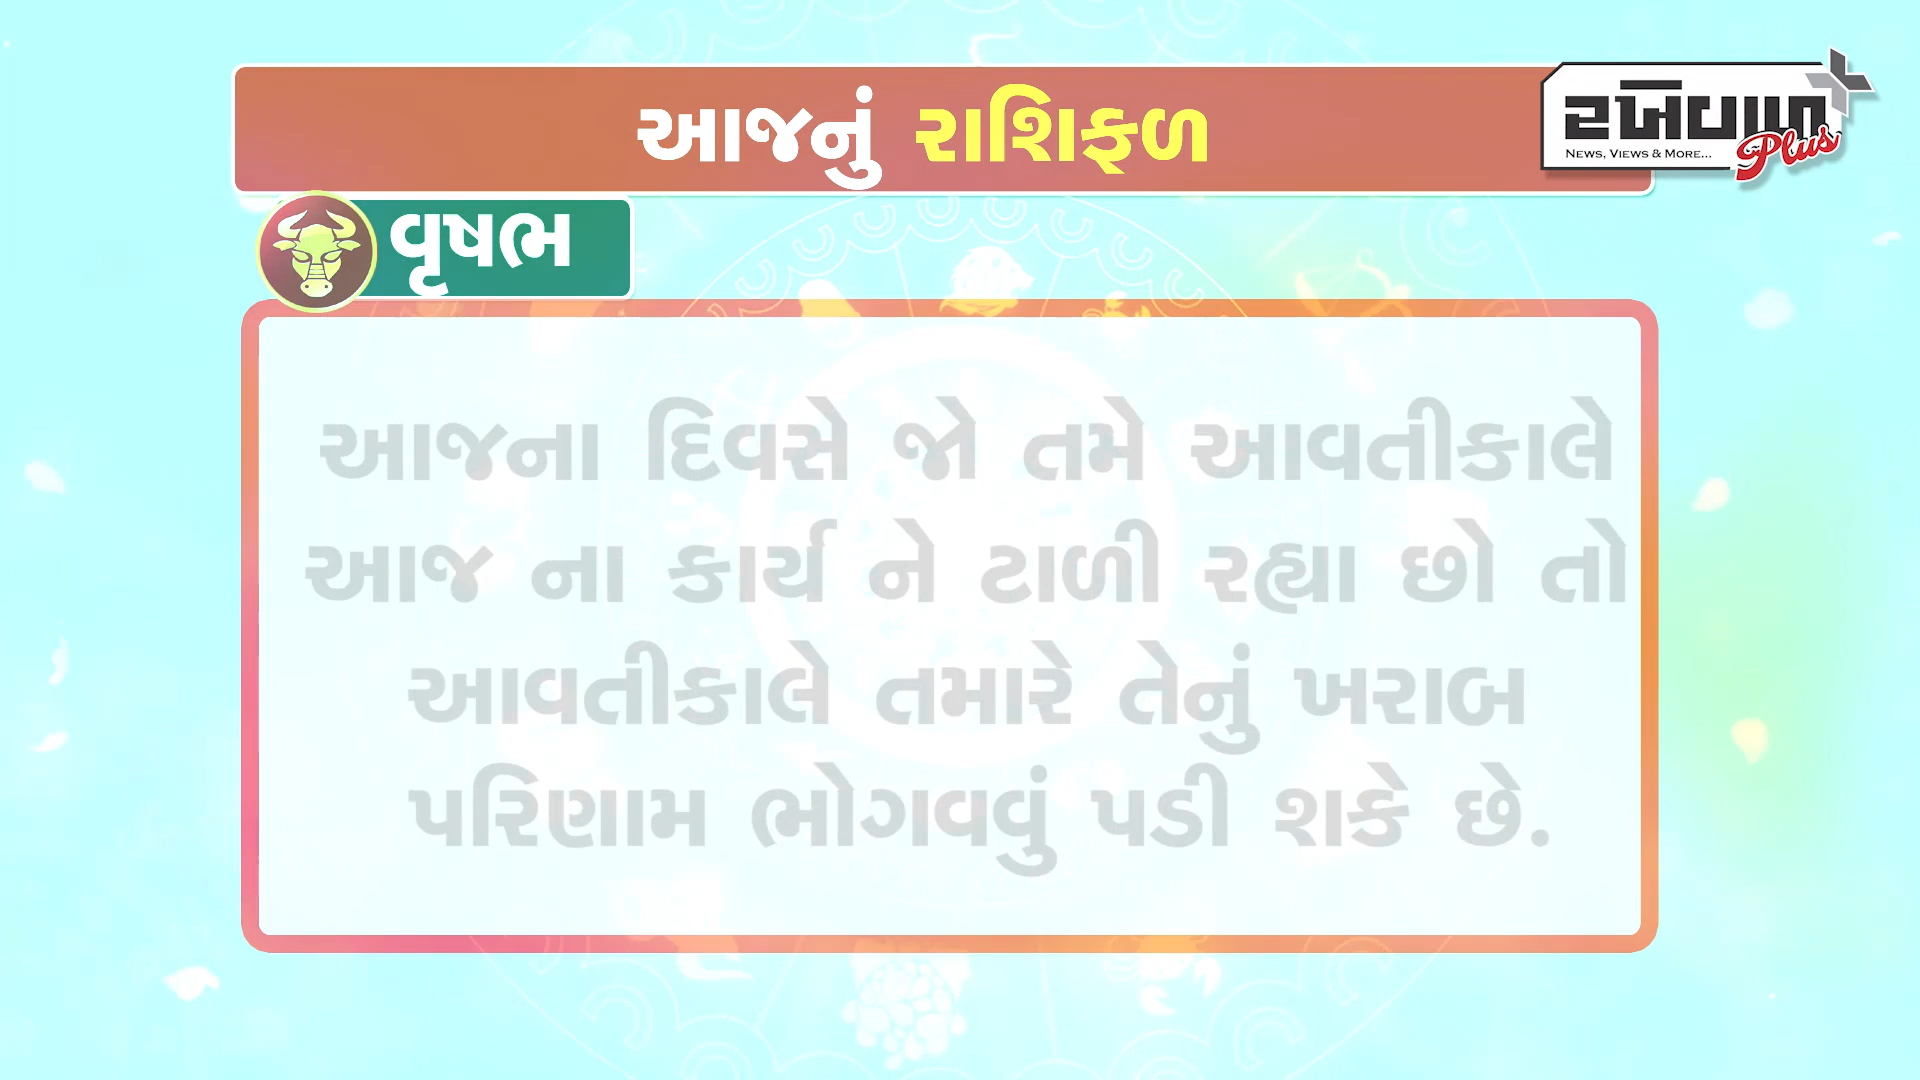 આજનું રાશિફળ
રખેવાળ
Plus
NEWS, VIEWS & MORE...
વૃષભ
આજના દિવસે જો તમે આવતીકાલે
આજ ના કાર્ય ને ટાળી રહ્યા છો તો
આવતીકાલે તમારે તેનું ખરાબ
પરિણામ ભોગવવું પડી શકે છે.